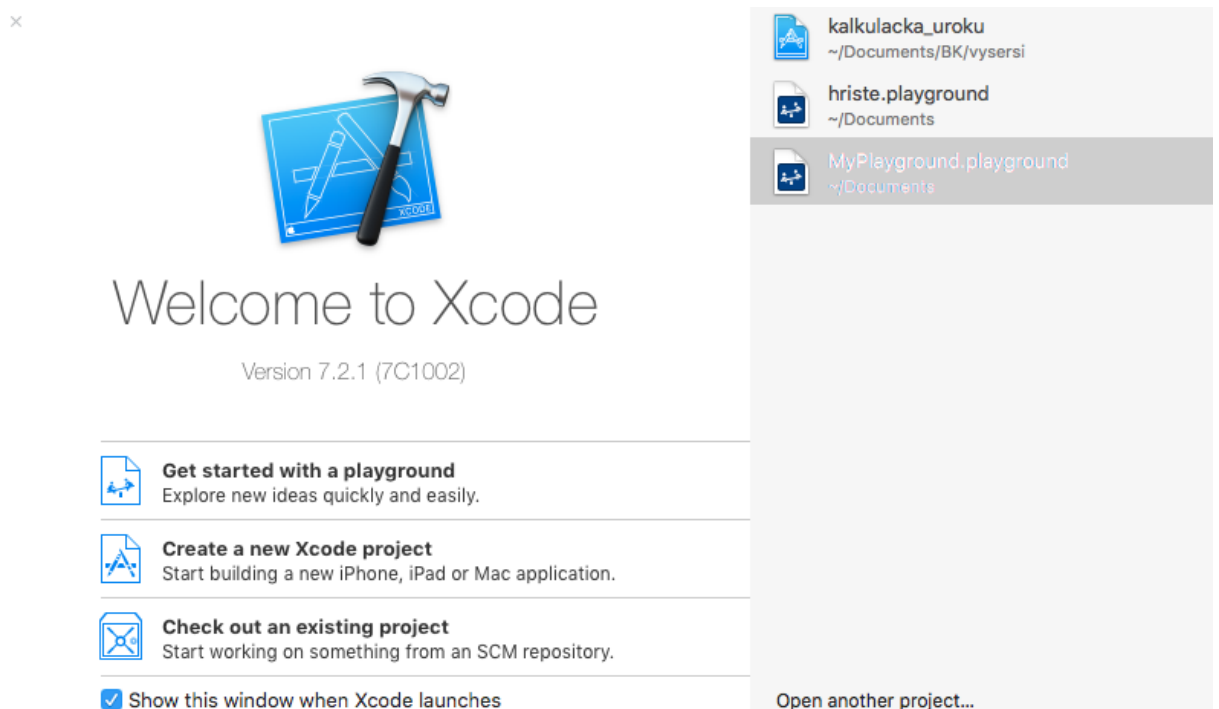 XCODE
Welcome to Xcode
Version 7.2.1 (7C1002)
Get started with a playground
Explore new ideas quickly and easily.
Create a new Xcode project
Start building a new iPhone, iPad or Mac application.
Check out an existing project
Start working on something from an SCM repository.
Show this window when Xcode launches
kalkulacka_uroku
~/Documents/BK/vysersi
hriste.playground
~/Documents
MyPlayground.playground
~/Documents
Open another project...